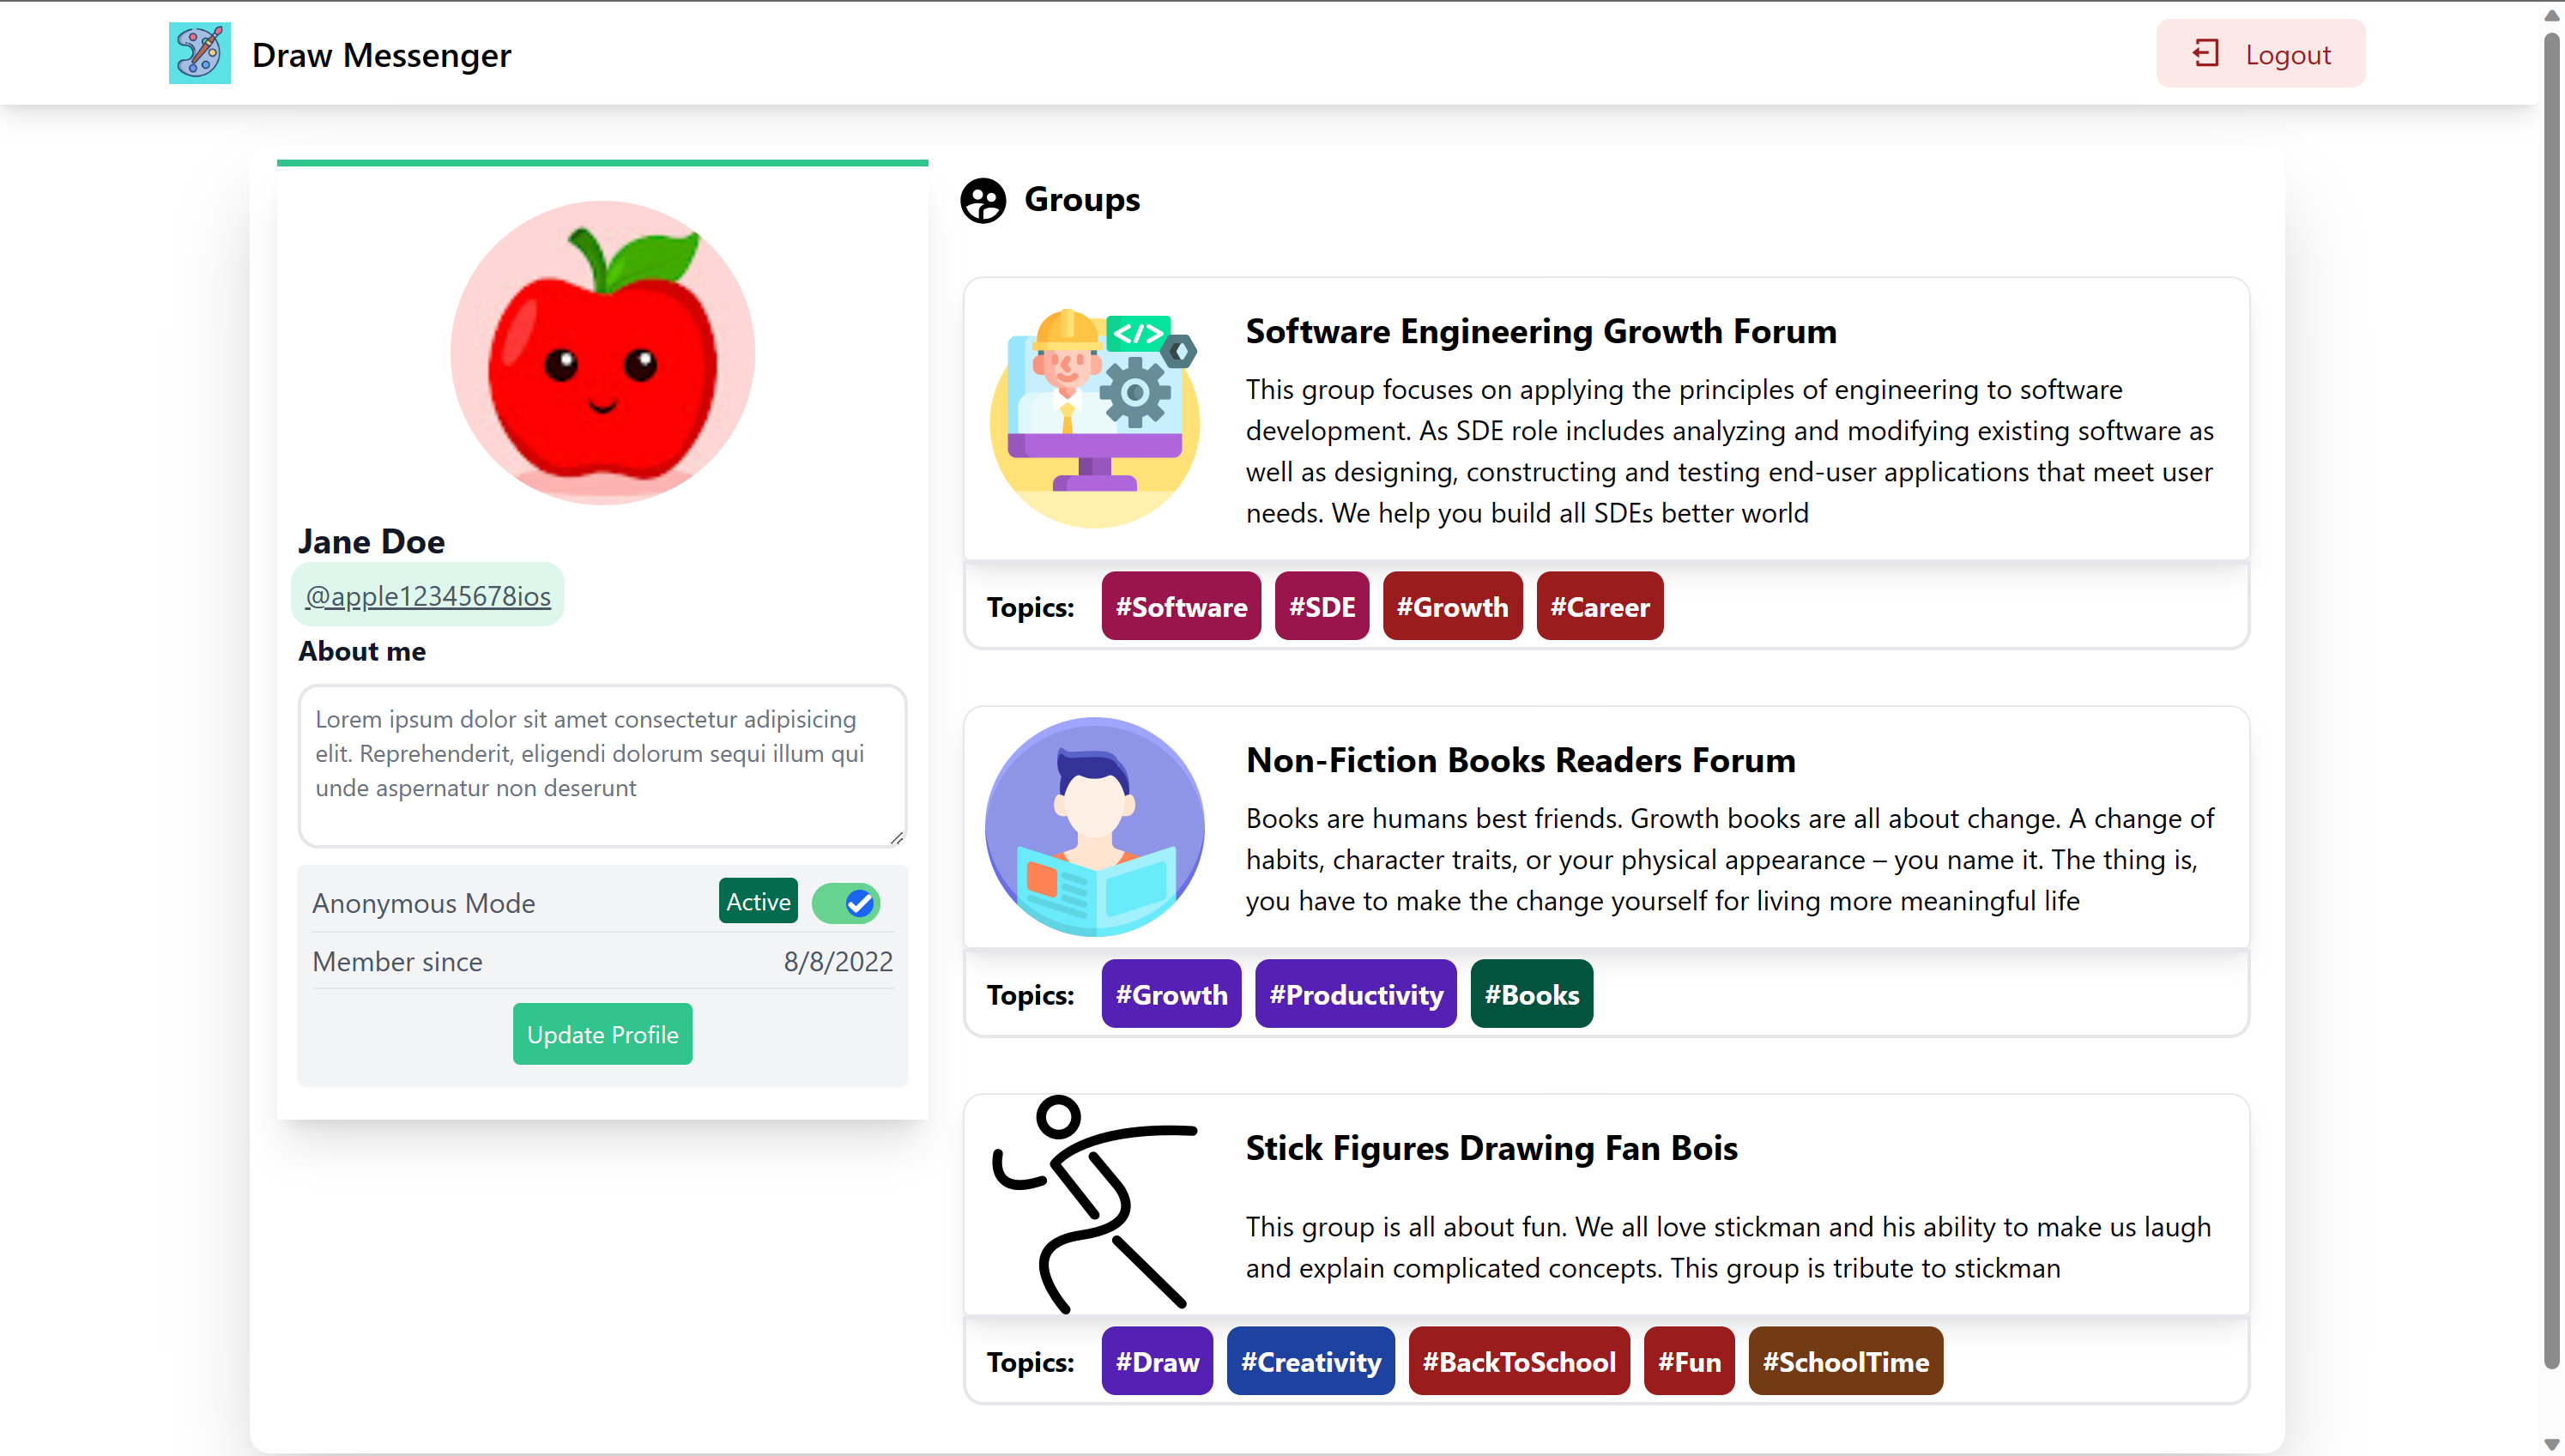 Draw Messenger
Logout
Jane Doe
@apple12345678ios
About me
Lorem ipsum dolor sit amet consectetur adipisicing
elit. Reprehenderit, eligendi dolorum sequi illum qui
unde aspernatur non deserunt
Anonymous Mode Active
Member since 8/8/2022
Update Profile
Groups
</>
Software Engineering Growth Forum
This group focuses on applying the principles of engineering to software
development. As SDE role includes analyzing and modifying existing software as
well as designing, constructing and testing end-user applications that meet user
needs. We help you build all SDEs better world
Topics: #Software #SDE #Growth #Career
Non-Fiction Books Readers Forum
Books are humans best friends. Growth books are all about change. A change of
habits, character traits, or your physical appearance – you name it. The thing is,
you have to make the change yourself for living more meaningful life
Topics: #Growth #Productivity #Books
Stick Figures Drawing Fan Bois
This group is all about fun. We all love stickman and his ability to make us laugh
and explain complicated concepts. This group is tribute to stickman
Topics: #Draw #Creativity #BackToSchool #Fun #SchoolTime